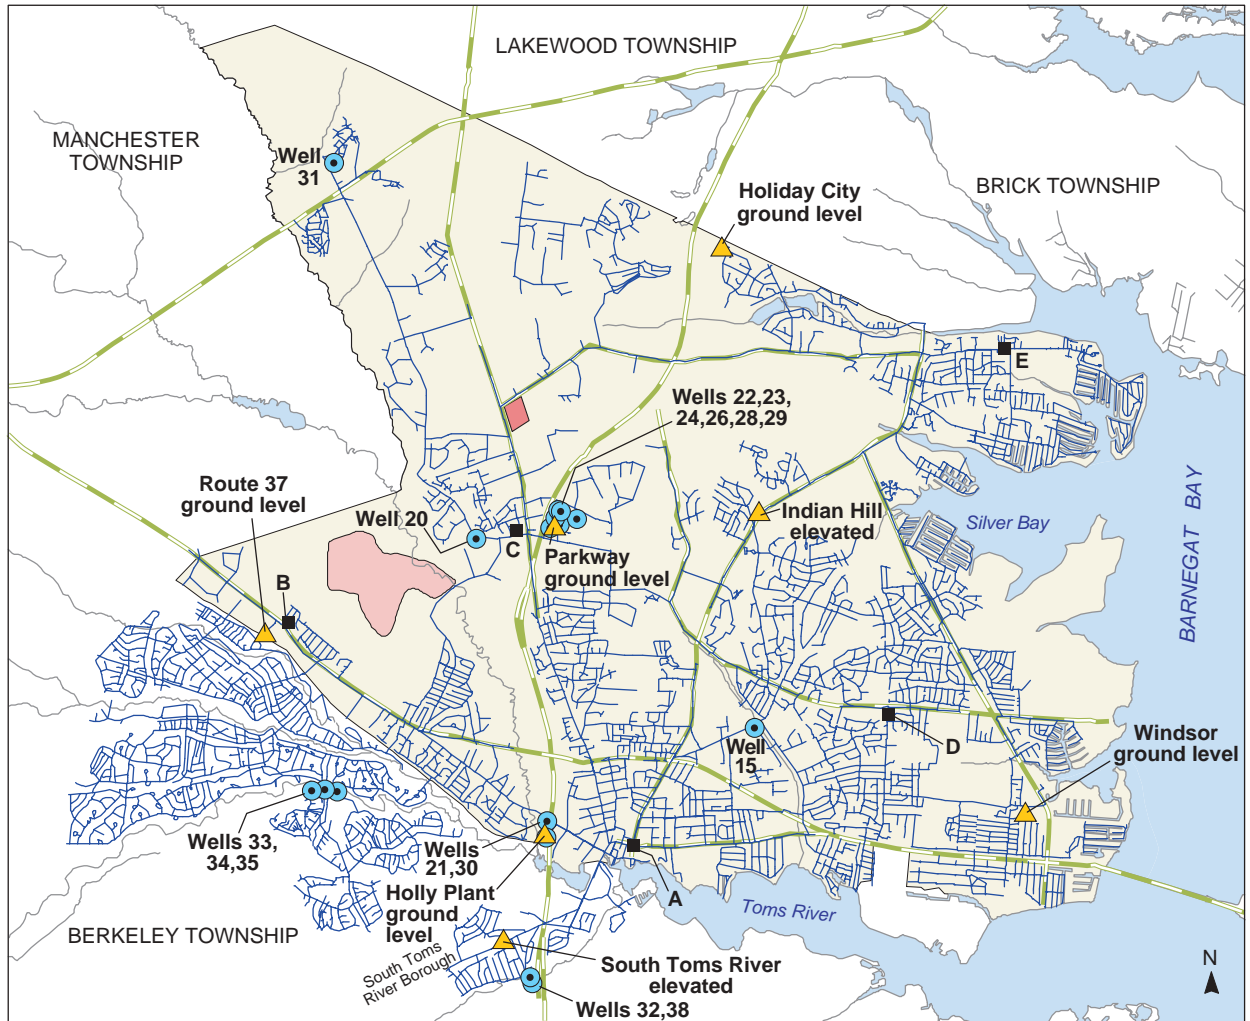 LAKEWOOD TOWNSHIP
MANCHESTER
TOWNSHIP
Well
31
BRICK TOWNSHIP
Holiday City
ground level
E
Wells 22,23,
24,26,28,29
Route 37
ground level
Well 20
C
Indian Hill
elevated
Silver Bay
BARNEGAT BAY
Parkway
ground level
B
Well
15
D
Windsor
ground level
Wells 33,
34,35
Wells
21,30
Holly Plant
ground
level
A
Toms River
BERKELEY TOWNSHIP
South Toms
River Borough
South Toms River
elevated
Wells 32,38
N